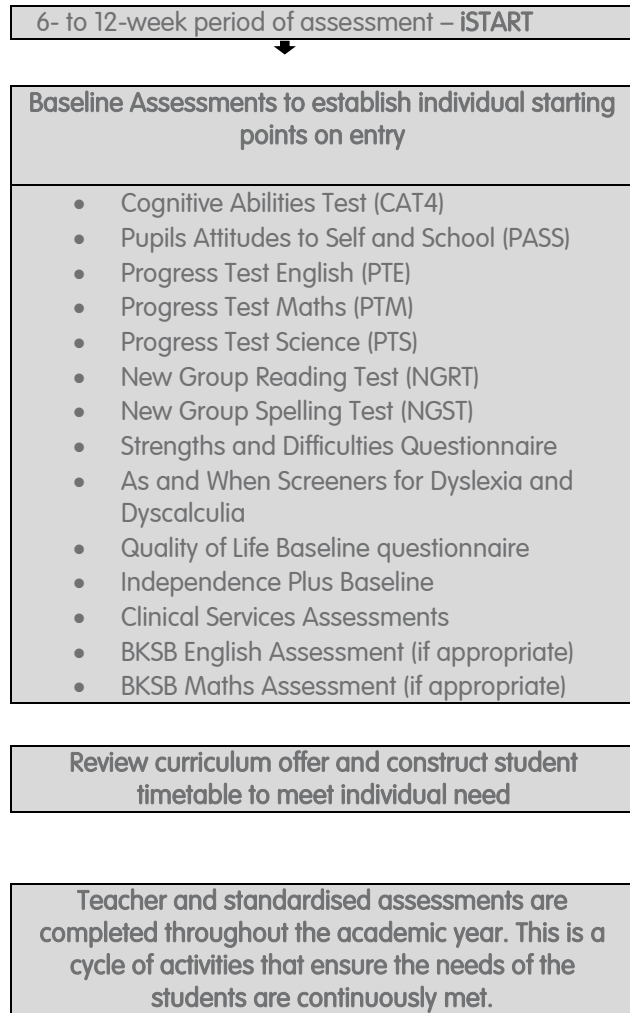 6- to 12-week period of assessment – iSTART
Baseline Assessments to establish individual starting
points on entry
• Cognitive Abilities Test (CAT4)
• Pupils Attitudes to Self and School (PASS)
• Progress Test English (PTE)
• Progress Test Maths (PTM)
• Progress Test Science (PTS)
• New Group Reading Test (NGRT)
• New Group Spelling Test (NGST)
• Strengths and Difficulties Questionnaire
• As and When Screeners for Dyslexia and
Dyscalculia
• Quality of Life Baseline questionnaire
• Independence Plus Baseline
• Clinical Services Assessments
• BKSB English Assessment (if appropriate)
• BKSB Maths Assessment (if appropriate)
Review curriculum offer and construct student
timetable to meet individual need
Teacher and standardised assessments are
completed throughout the academic year. This is a
cycle of activities that ensure the needs of the
students are continuously met.